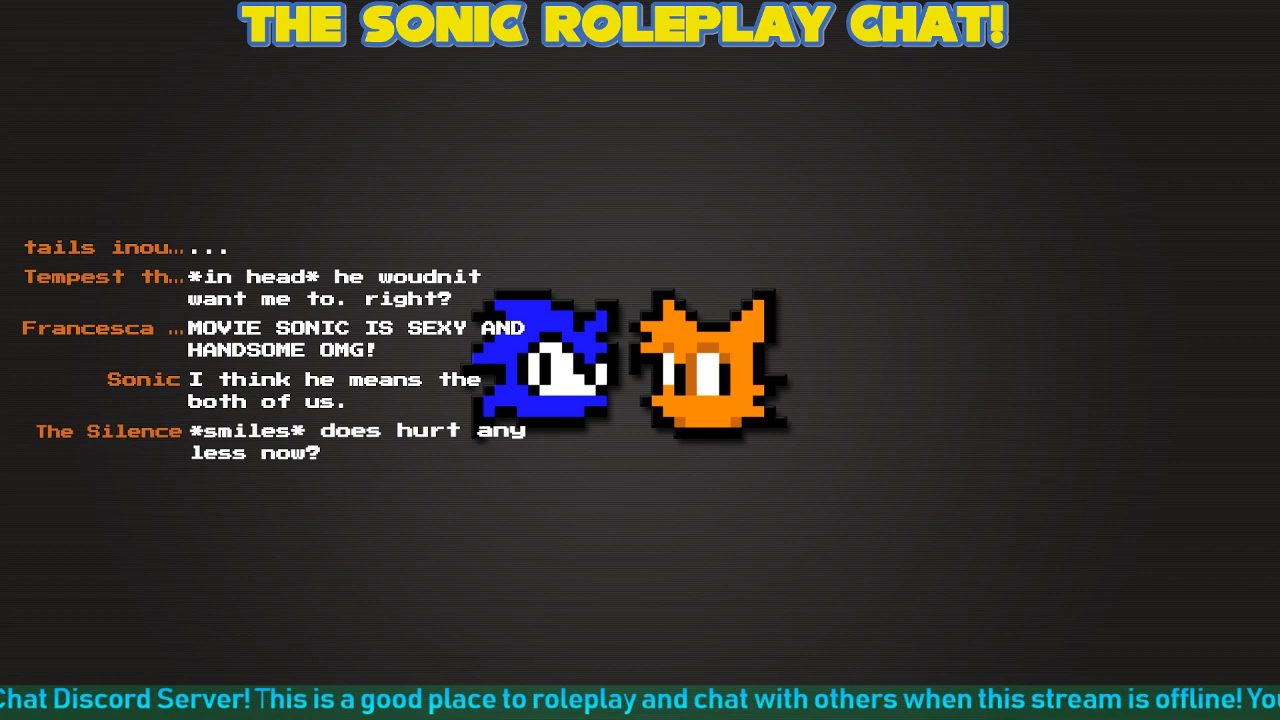 THE SONIC ROLEPLAY CHAT!
tails inou... ...
Tempest th... *in head* he woudnit
want me to. right?
Francesca ... MOVIE SONIC IS SEXY AND
HANDSOME OMG!
Sonic I think he means the
both of us.
The Silence *smiles* does hurt any
less now?
Chat Discord Server! This is a good place to roleplay and chat with others when this stream is offline! You